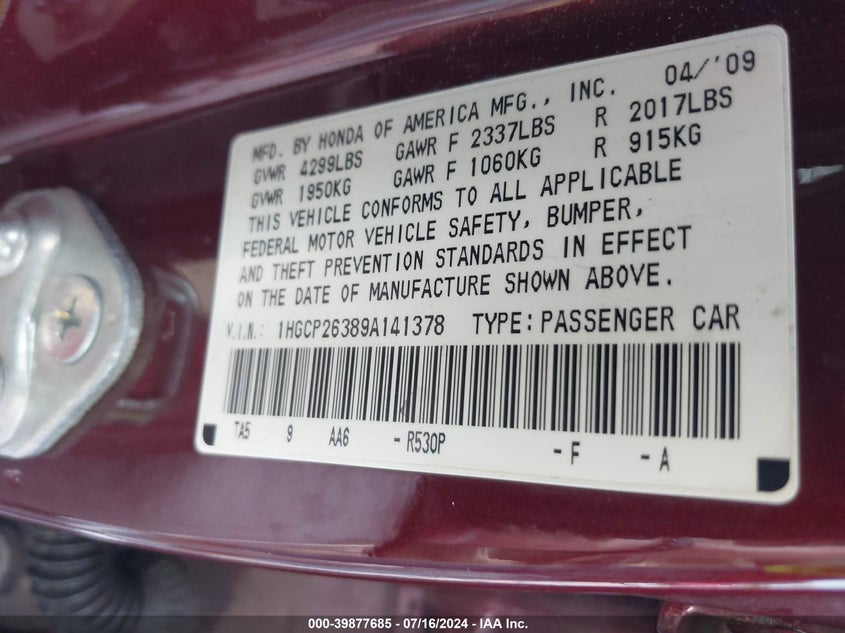 MFD. BY HONDA OF AMERICA MFG., INC. 04/'09
GVWR 4299LBS GAWR F 2337LBS R 2017LBS
GVWR 1950KG GAWR F 1060KG R 915KG
THIS VEHICLE CONFORMS TO ALL APPLICABLE
FEDERAL MOTOR VEHICLE SAFETY, BUMPER,
AND THEFT PREVENTION STANDARDS IN EFFECT
ON THE DATE OF MANUFACTURE SHOWN ABOVE.
V.I.N.: 1HGCP26389A141378 TYPE: PASSENGER CAR
TA5 9 AA6 - R530P - F - A
000-39877685 - 07/16/2024 - IAA Inc.